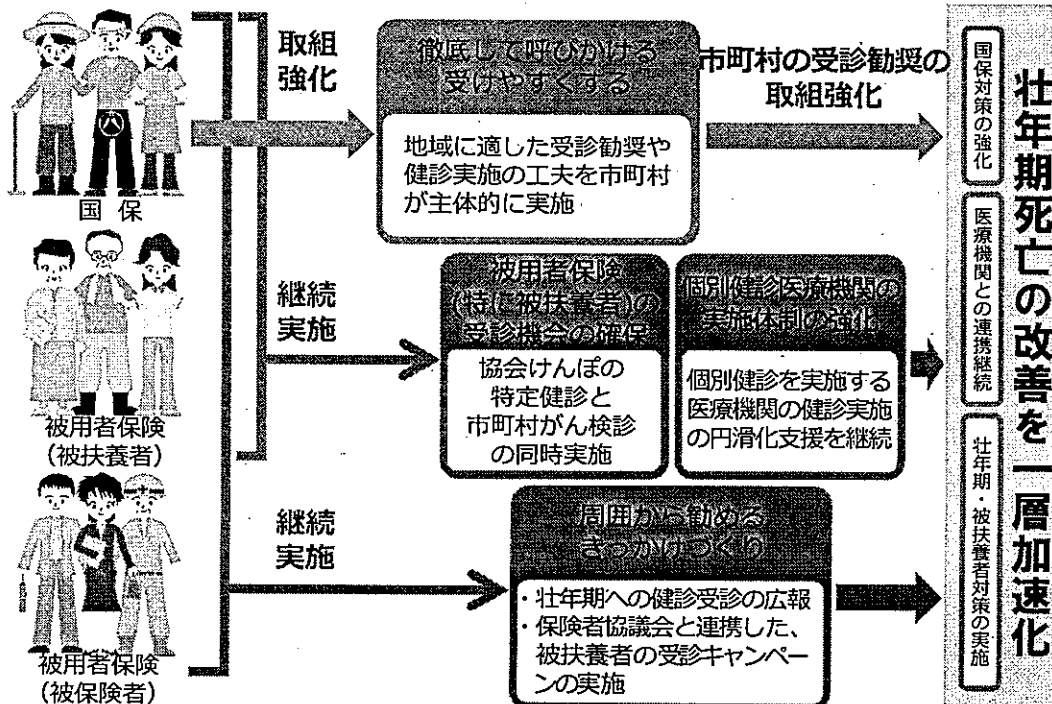 国保
被用者保険
(被扶養者)
被用者保険
(被保険者)
取組
強化
徹底して呼びかける
受けやすくする
地域に適した受診勧奨や
健診実施の工夫を市町村
が主体的に実施
市町村の受診勧奨の
取組強化
継続
実施
被用者保険
(特に被扶養者)の
受診機会の確保
協会けんぽの
特定健診と
市町村がん検診
の同時実施
個別健診医療機関の
実施体制の強化
個別健診を実施する
医療機関の健診実施
の円滑化支援を継続
継続
実施
周囲から勧める
きっかけづくり
・壮年期への健診受診の広報
・保険者協議会と連携した、
被扶養者の受診キャンペー
ンの実施
国保対策の強化
医療機関との連携継続
壮年期・被扶養者対策の実施
壮年期死亡の改善を一層加速化